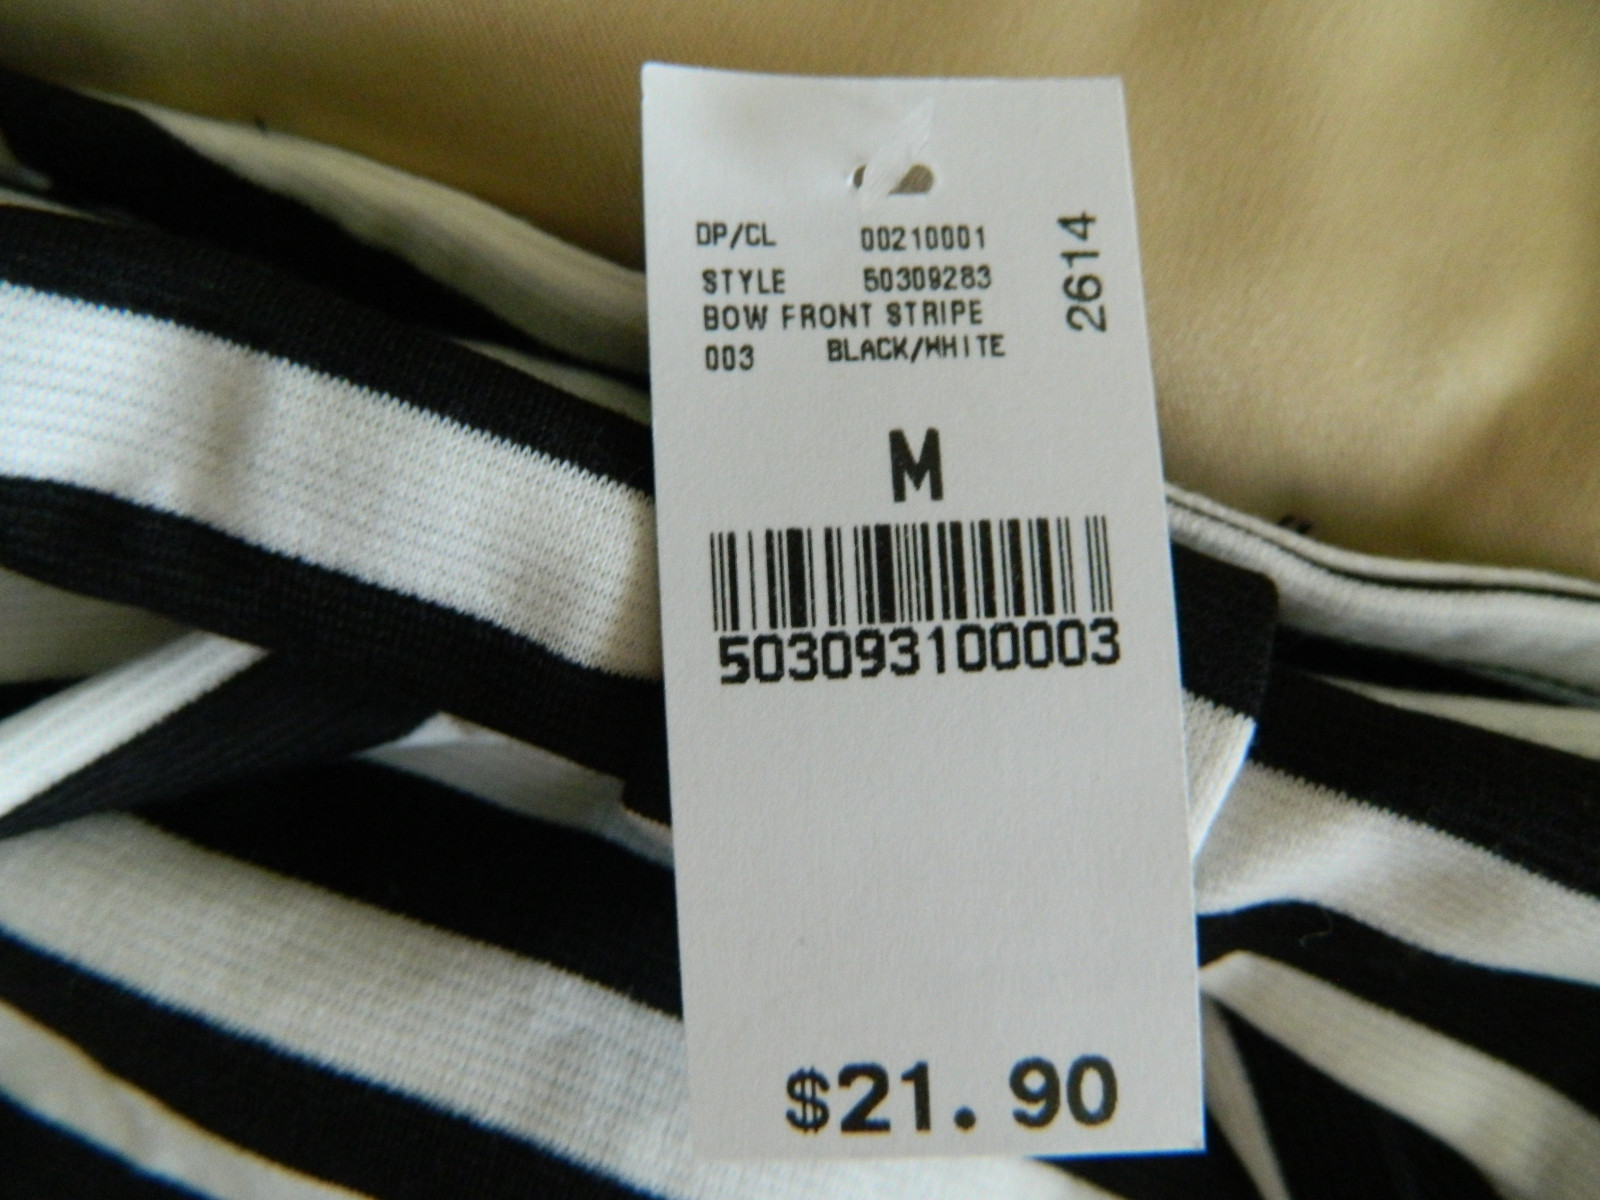 DP/CL 00210001
STYLE 50309283
BOW FRONT STRIPE
003 BLACK/WHITE
2614
M
503093100003
$21.90